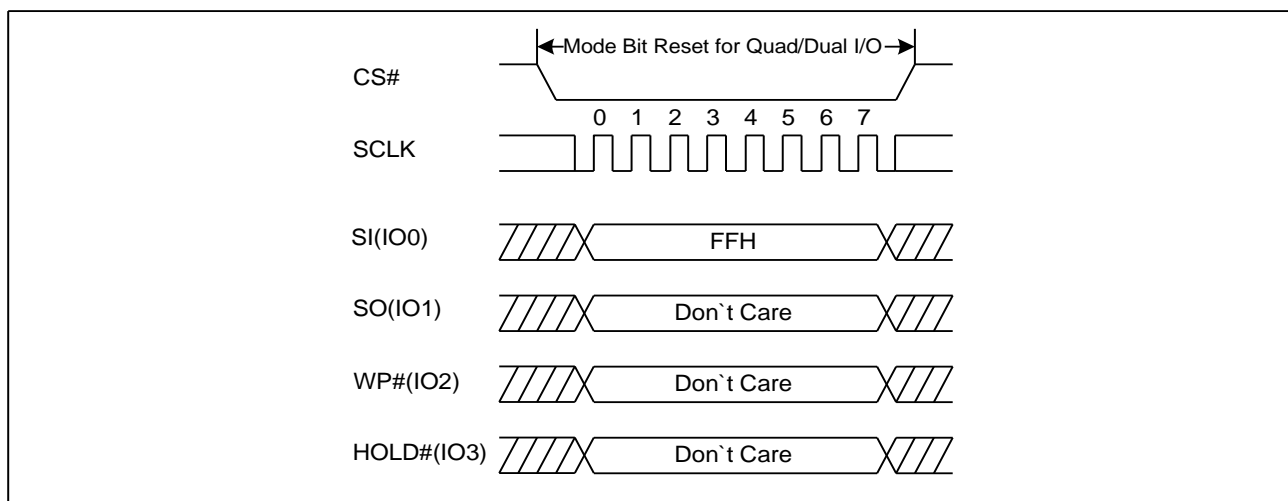 Mode Bit Reset for Quad/Dual I/O
CS#
0 1 2 3 4 5 6 7
SCLK
SI(IO0) FFH
SO(IO1) Don`t Care
WP#(IO2) Don`t Care
HOLD#(IO3) Don`t Care